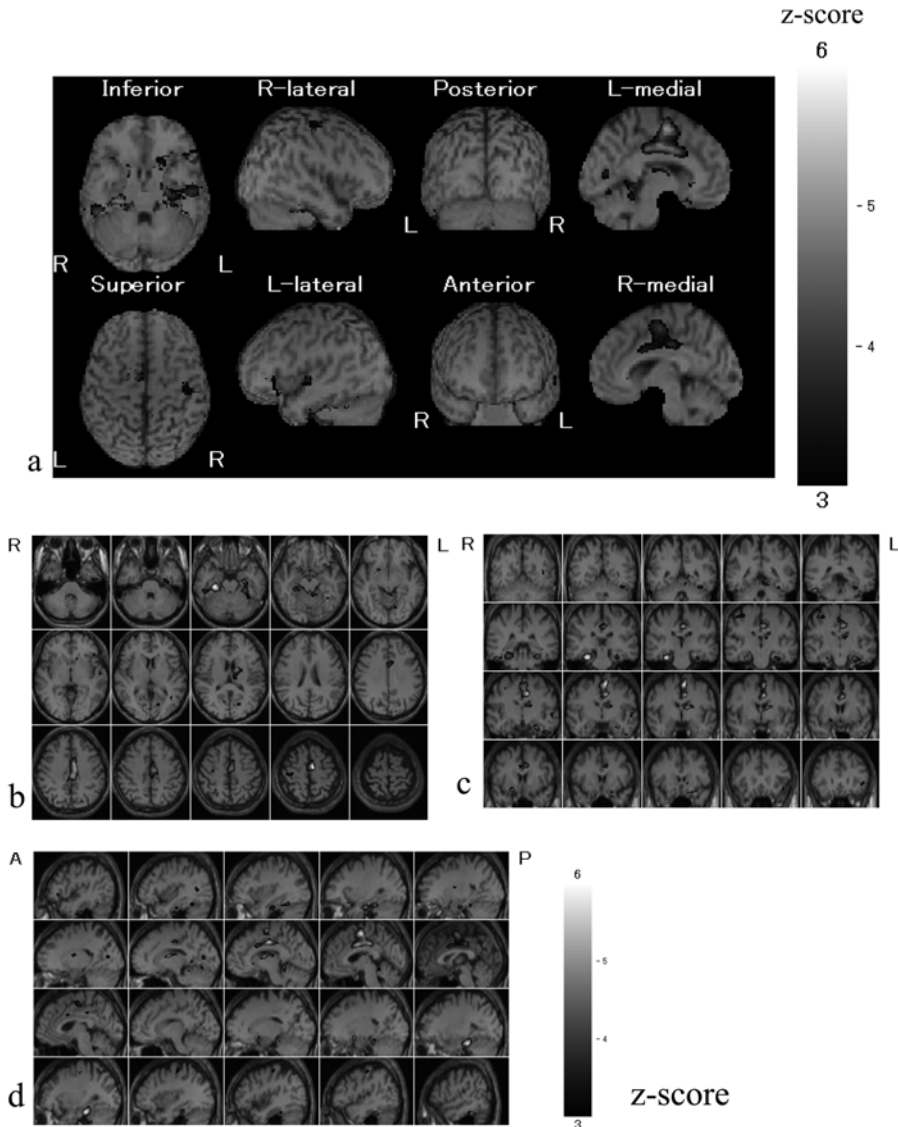 z-score
6
Inferior R-lateral Posterior L-medial
- 5
R L L R
Superior L-lateral Anterior R-medial
- 4
L R R L
a
3
R L R L
b
c
A P
6
- 5
- 4
d
z-score
3